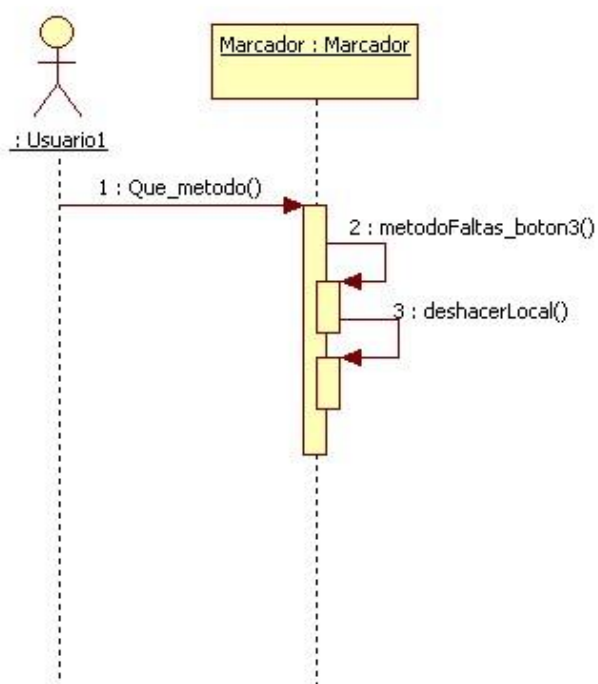 Marcador : Marcador
: Usuario1
1 : Que_metodo()
2 : metodoFaltas_boton3()
3 : deshacerLocal()